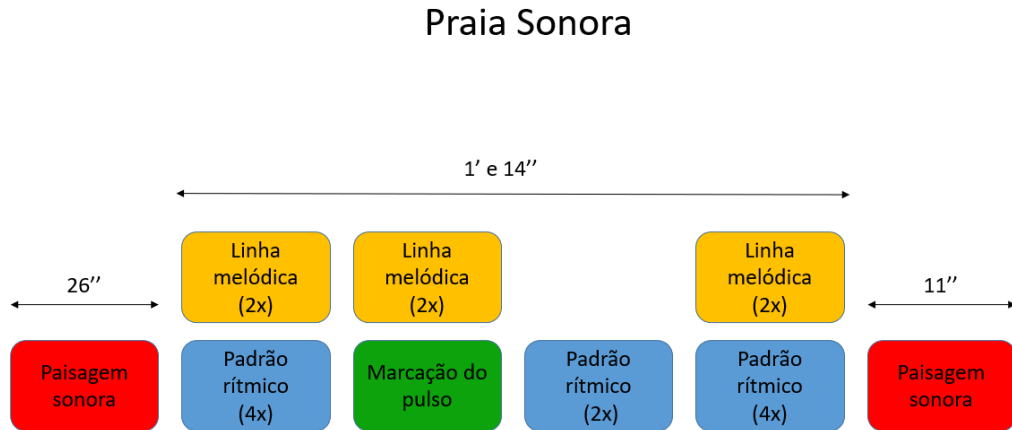 Praia Sonora
1' e 14''
Linha
melódica
(2x)
Linha
melódica
(2x)
Linha
melódica
(2x)
26''
11''
Paisagem
sonora
Padrão
rítmico
(4x)
Marcação do
pulso
Padrão
rítmico
(2x)
Padrão
rítmico
(4x)
Paisagem
sonora